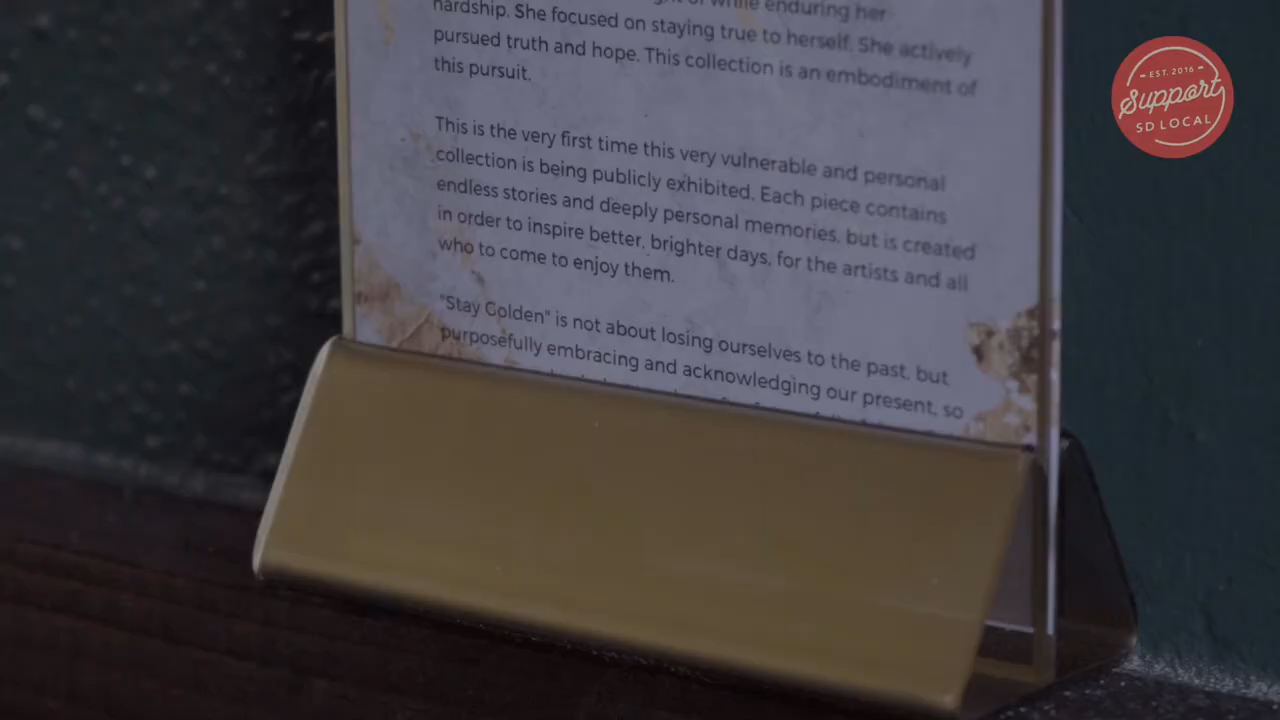 while enduring her
hardship. She focused on staying true to herself. She actively
pursued truth and hope. This collection is an embodiment of
this pursuit.
This is the very first time this very vulnerable and personal
collection is being publicly exhibited. Each piece contains
endless stories and deeply personal memories, but is created
in order to inspire better, brighter days, for the artists and all
who to come to enjoy them.
"Stay Golden" is not about losing ourselves to the past, but
purposefully embracing and acknowledging our present, so
EST. 2016
Support
SD LOCAL